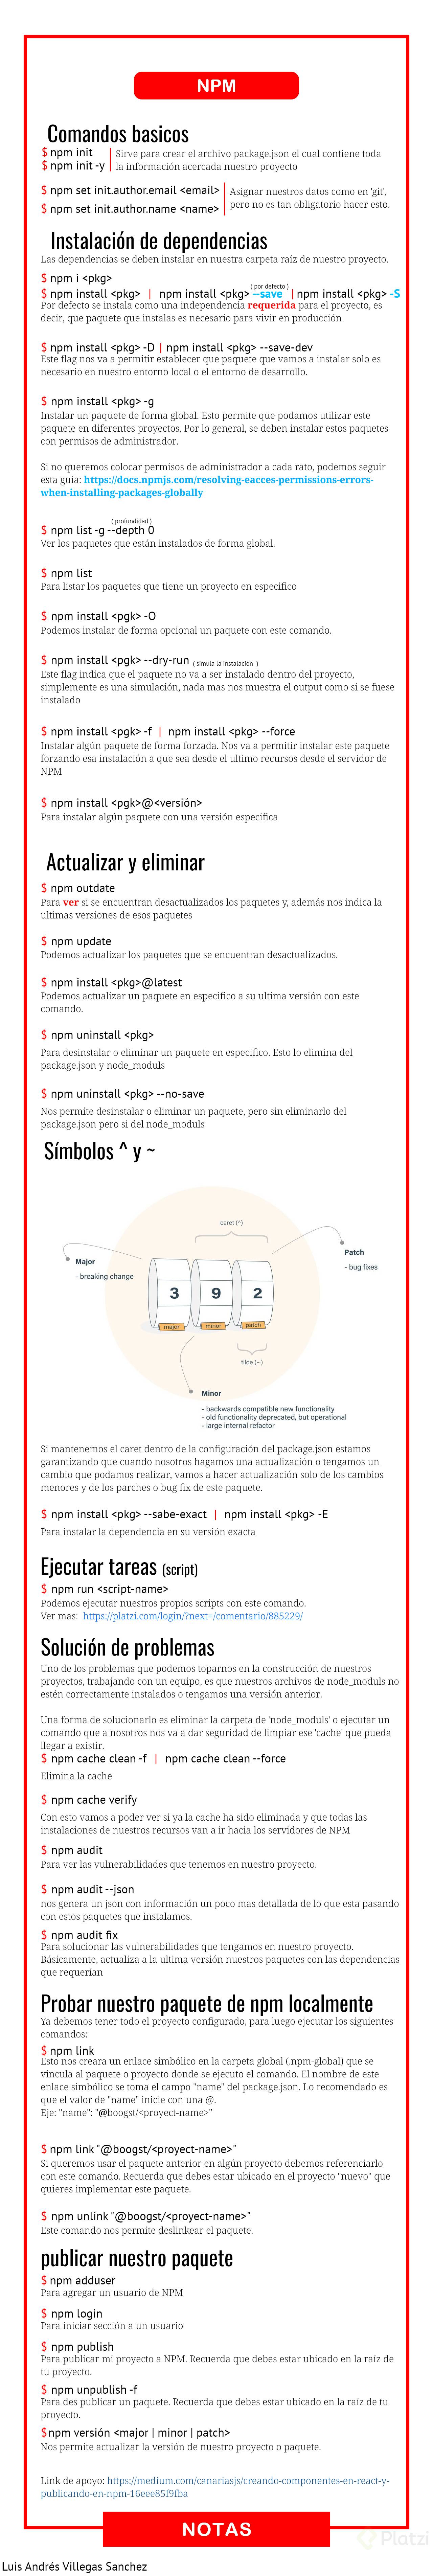 NPM
Comandos basicos
$ npm init
$ npm init -y
Sirve para crear el archivo package.json el cual contiene toda
la información acercada nuestro proyecto
$ npm set init.author.email <email>
$ npm set init.author.name <name>
Asignar nuestros datos como en 'git',
pero no es tan obligatorio hacer esto.
Instalación de dependencias
Las dependencias se deben instalar en nuestra carpeta raíz de nuestro proyecto.
$ npm i <pkg>
( por defecto )
$ npm install <pkg> | npm install <pkg> --save | npm install <pkg> -S
Por defecto se instala como una independencia requerida para el proyecto, es
decir, que paquete que instalas es necesario para vivir en producción
$ npm install <pkg> -D | npm install <pkg> --save-dev
Este flag nos va a permitir establecer que paquete que vamos a instalar solo es
necesario en nuestro entorno local o el entorno de desarrollo.
$ npm install <pkg> -g
Instalar un paquete de forma global. Esto permite que podamos utilizar este
paquete en diferentes proyectos. Por lo general, se deben instalar estos paquetes
con permisos de administrador.
Si no queremos colocar permisos de administrador a cada rato, podemos seguir
esta guía: https://docs.npmjs.com/resolving-eacces-permissions-errors-
when-installing-packages-globally
( profundidad )
$ npm list -g --depth 0
Ver los paquetes que están instalados de forma global.
$ npm list
Para listar los paquetes que tiene un proyecto en especifico
$ npm install <pgk> -O
Podemos instalar de forma opcional un paquete con este comando.
$ npm install <pgk> --dry-run ( simula la instalación )
Este flag indica que el paquete no va a ser instalado dentro del proyecto,
simplemente es una simulación, nada mas nos muestra el output como si se fuese
instalado
$ npm install <pgk> -f | npm install <pkg> --force
Instalar algún paquete de forma forzada. Nos va a permitir instalar este paquete
forzando esa instalación a que sea desde el ultimo recursos desde el servidor de
NPM
$ npm install <pgk>@<versión>
Para instalar algún paquete con una versión especifica
Actualizar y eliminar
$ npm outdate
Para ver si se encuentran desactualizados los paquetes y, además nos indica la
ultimas versiones de esos paquetes
$ npm update
Podemos actualizar los paquetes que se encuentran desactualizados.
$ npm install <pkg>@latest
Podemos actualizar un paquete en especifico a su ultima versión con este
comando.
$ npm uninstall <pkg>
Para desinstalar o eliminar un paquete en especifico. Esto lo elimina del
package.json y node_moduls
$ npm uninstall <pkg> --no-save
Nos permite desinstalar o eliminar un paquete, pero sin eliminarlo del
package.json pero si del node_moduls
Símbolos ^ y ~
caret (^)
Major
- breaking change
Patch
- bug fixes
3 9 2
major minor patch
tilde (~)
Minor
- backwards compatible new functionality
- old functionality deprecated, but operational
- large internal refactor
Si mantenemos el caret dentro de la configuración del package.json estamos
garantizando que cuando nosotros hagamos una actualización o tengamos un
cambio que podamos realizar, vamos a hacer actualización solo de los cambios
menores y de los parches o bug fix de este paquete.
$ npm install <pkg> --sabe-exact | npm install <pkg> -E
Para instalar la dependencia en su versión exacta
Ejecutar tareas (script)
$ npm run <script-name>
Podemos ejecutar nuestros propios scripts con este comando.
Ver mas: https://platzi.com/login/?next=/comentario/885229/
Solución de problemas
Uno de los problemas que podemos toparnos en la construcción de nuestros
proyectos, trabajando con un equipo, es que nuestros archivos de node_moduls no
estén correctamente instalados o tengamos una versión anterior.
Una forma de solucionarlo es eliminar la carpeta de 'node_moduls' o ejecutar un
comando que a nosotros nos va a dar seguridad de limpiar ese 'cache' que pueda
llegar a existir.
$ npm cache clean -f | npm cache clean --force
Elimina la cache
$ npm cache verify
Con esto vamos a poder ver si ya la cache ha sido eliminada y que todas las
instalaciones de nuestros recursos van a ir hacia los servidores de NPM
$ npm audit
Para ver las vulnerabilidades que tenemos en nuestro proyecto.
$ npm audit --json
nos genera un json con información un poco mas detallada de lo que esta pasando
con estos paquetes que instalamos.
$ npm audit fix
Para solucionar las vulnerabilidades que tengamos en nuestro proyecto.
Básicamente, actualiza a la ultima versión nuestros paquetes con las dependencias
que requerían
Probar nuestro paquete de npm localmente
Ya debemos tener todo el proyecto configurado, para luego ejecutar los siguientes
comandos:
$ npm link
Esto nos creara un enlace simbólico en la carpeta global (.npm-global) que se
vincula al paquete o proyecto donde se ejecuto el comando. El nombre de este
enlace simbólico se toma el campo "name" del package.json. Lo recomendado es
que el valor de "name" inicie con una @.
Eje: "name": "@boogst/<proyect-name>"
$ npm link "@boogst/<proyect-name>"
Si queremos usar el paquete anterior en algún proyecto debemos referenciarlo
con este comando. Recuerda que debes estar ubicado en el proyecto "nuevo" que
quieres implementar este paquete.
$ npm unlink "@boogst/<proyect-name>"
Este comando nos permite deslinkear el paquete.
publicar nuestro paquete
$ npm adduser
Para agregar un usuario de NPM
$ npm login
Para iniciar sección a un usuario
$ npm publish
Para publicar mi proyecto a NPM. Recuerda que debes estar ubicado en la raíz de
tu proyecto.
$ npm unpublish -f
Para des publicar un paquete. Recuerda que debes estar ubicado en la raíz de tu
proyecto.
$npm versión <major | minor | patch>
Nos permite actualizar la versión de nuestro proyecto o paquete.
Link de apoyo: https://medium.com/canariasjs/creando-componentes-en-react-y-
publicando-en-npm-16eee85f9fba
NOTAS
Platzi
Luis Andrés Villegas Sanchez